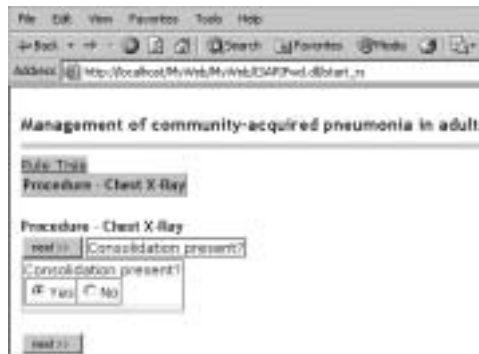 File Edit View Favorites Tools Help
Back Search Favorites Media
Address
Management of community-acquired pneumonia in adult
Rule Tree
Procedure - Chest X-Ray
Procedure - Chest X-Ray
next >> Consolidation present?
Consolidation present?
Yes No
next >>